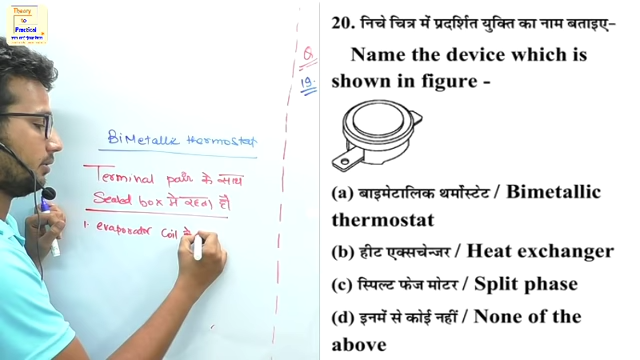 Theory
to
Practical
BiMetallic thermostat
Terminal pair के साथ
Sealed box में रहता है।
1. evaporator Coil में
Q
19.
20. निचे चित्र में प्रदर्शित युक्ति का नाम बताइए-
Name the device which is
shown in figure -
(a) बाइमेटालिक थर्मोस्टेट / Bimetallic
thermostat
(b) हीट एक्सचेन्जर / Heat exchanger
(c) स्पिल्ट फेज मोटर / Split phase
(d) इनमें से कोई नहीं / None of the
above